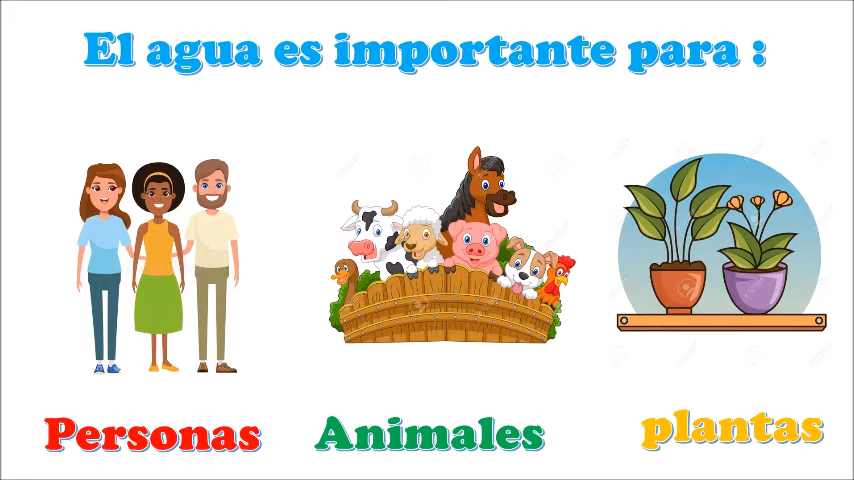 El agua es importante para :
Personas
Animales
plantas